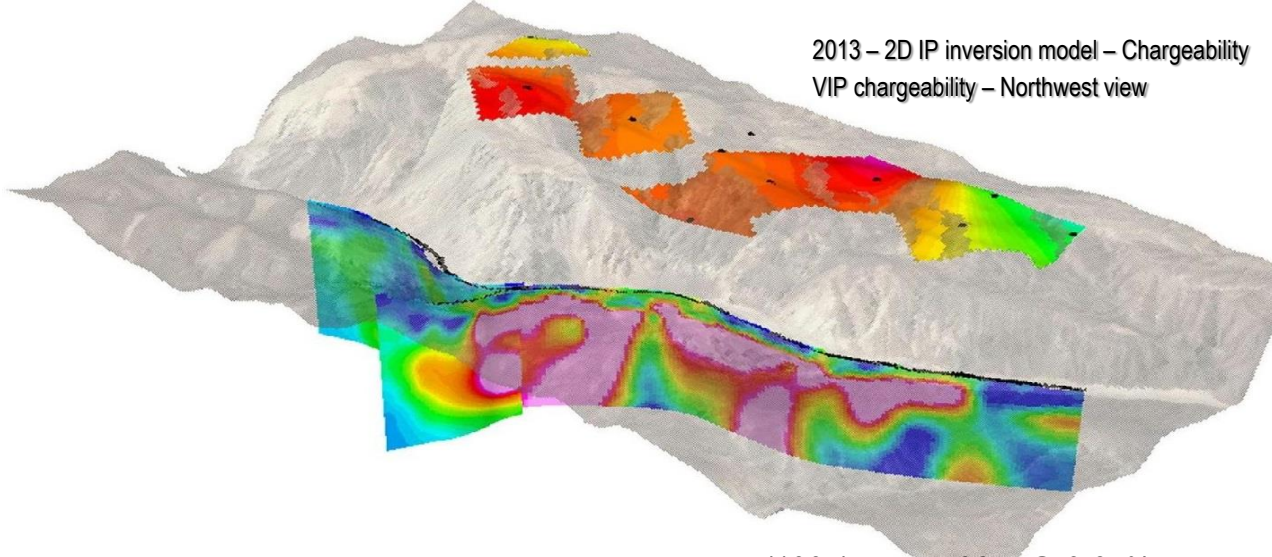 2013 – 2D IP inversion model – Chargeability
VIP chargeability – Northwest view